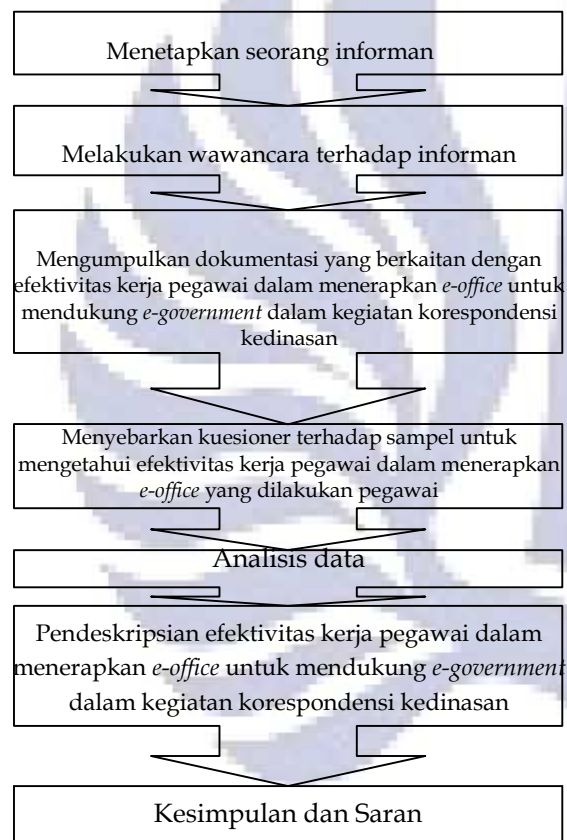 Menetapkan seorang informan
Melakukan wawancara terhadap informan
Mengumpulkan dokumentasi yang berkaitan dengan
efektivitas kerja pegawai dalam menerapkan e-office untuk
mendukung e-government dalam kegiatan korespondensi
kedinasan
Menyebarkan kuesioner terhadap sampel untuk
mengetahui efektivitas kerja pegawai dalam menerapkan
e-office yang dilakukan pegawai
Analisis data
Pendeskripsian efektivitas kerja pegawai dalam
menerapkan e-office untuk mendukung e-government
dalam kegiatan korespondensi kedinasan
Kesimpulan dan Saran